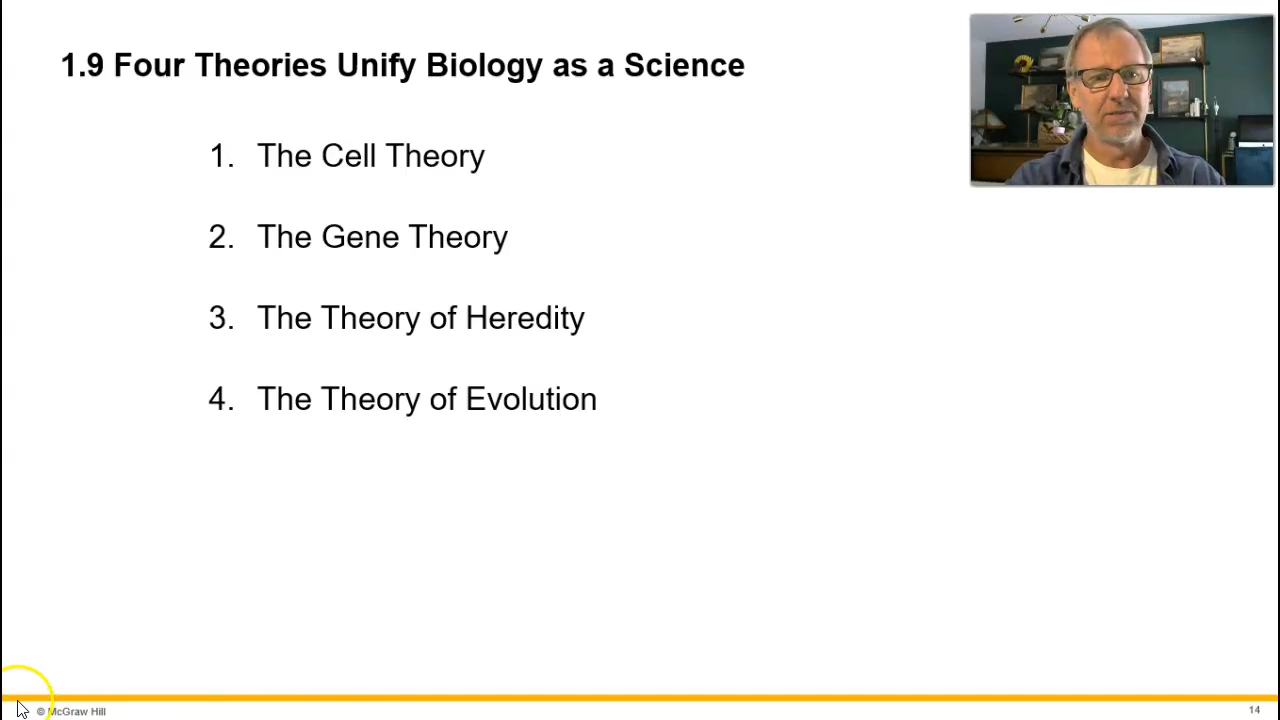 1.9 Four Theories Unify Biology as a Science
1. The Cell Theory
2. The Gene Theory
3. The Theory of Heredity
4. The Theory of Evolution
© McGraw Hill
14